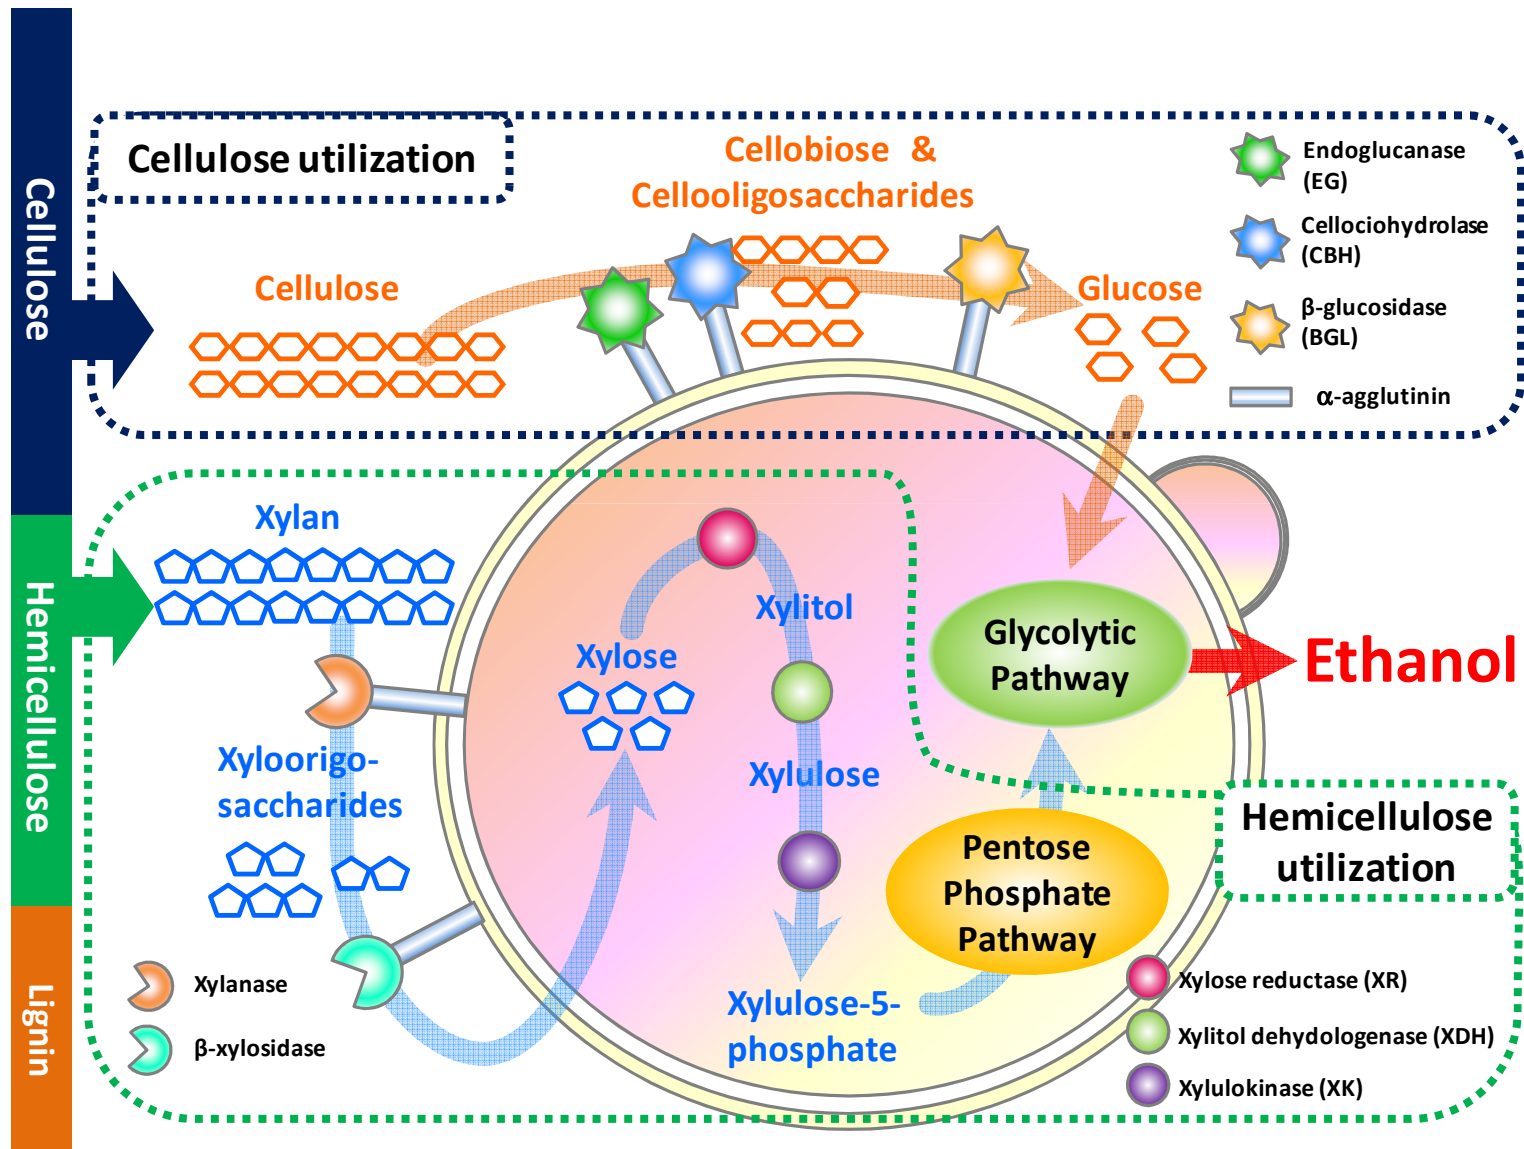 Cellulose
Hemicellulose
Lignin
Cellulose utilization
Cellobiose &
Cellooligosaccharides
Cellulose
Glucose
Endoglucanase
(EG)
Cellociohydrolase
(CBH)
β-glucosidase
(BGL)
α-agglutinin
Xylan
Xylitol
Xylose
Glycolytic
Pathway
Ethanol
Xyloorigo-
saccharides
Xylulose
Hemicellulose
utilization
Pentose
Phosphate
Pathway
Xylulose-5-
phosphate
Xylanase
β-xylosidase
Xylose reductase (XR)
Xylitol dehydologenase (XDH)
Xylulokinase (XK)